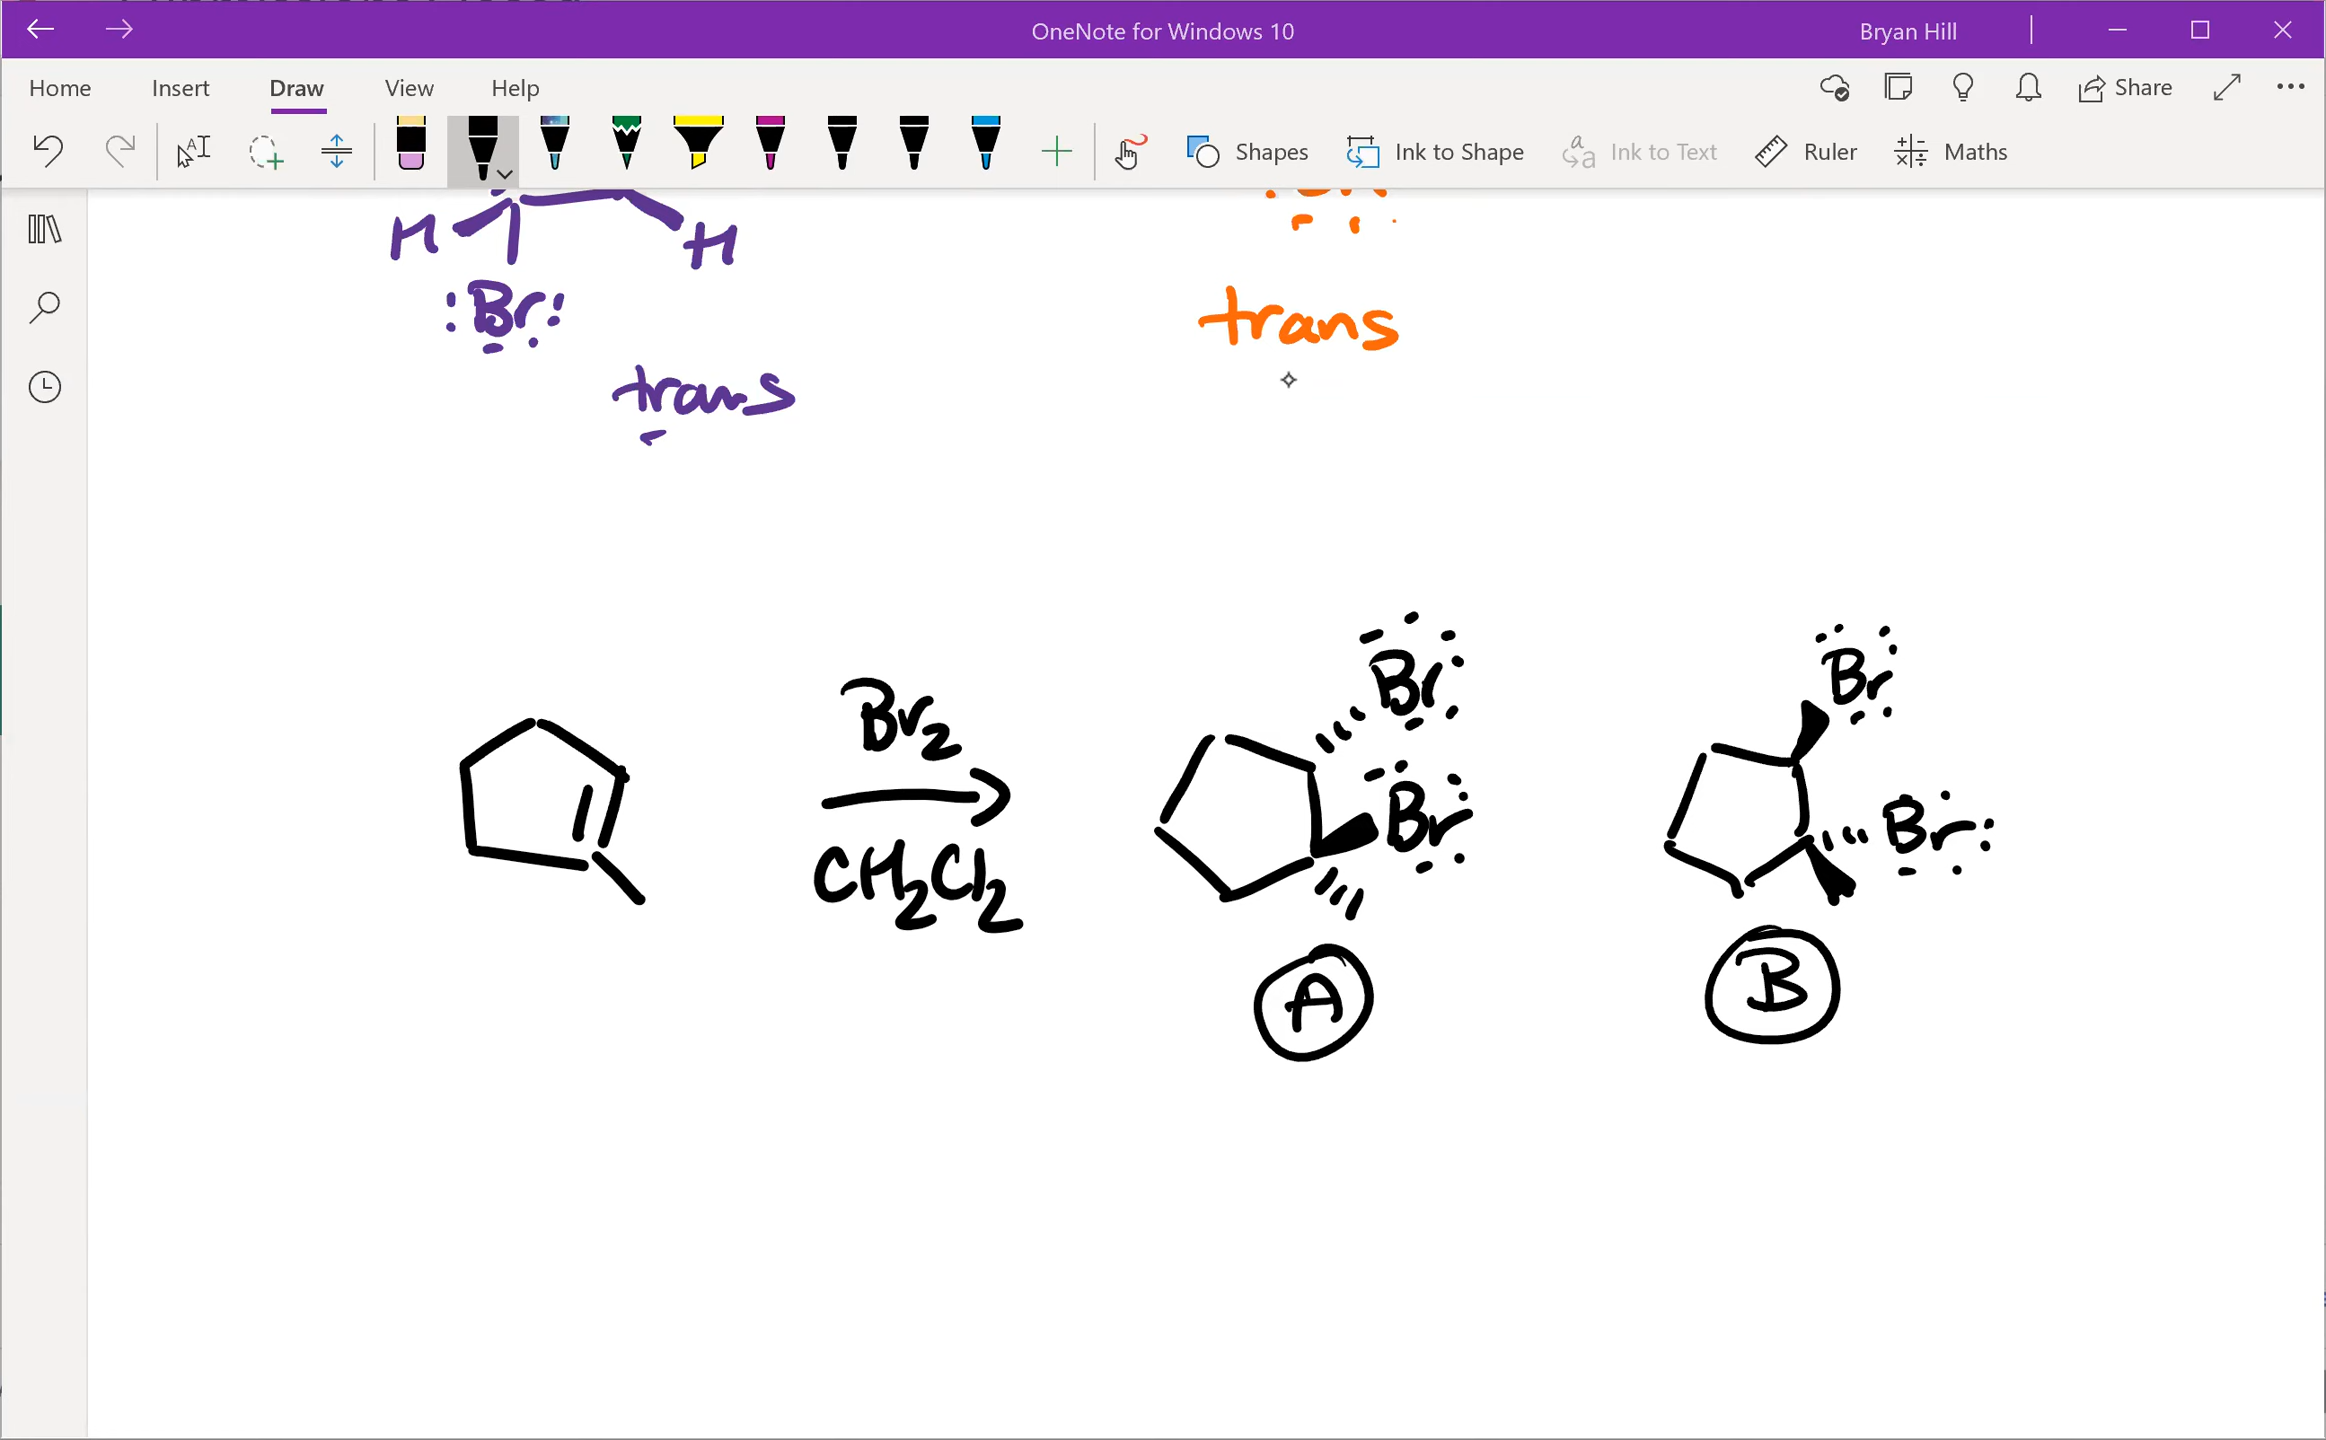 OneNote for Windows 10
Bryan Hill
Home Insert Draw View Help
Share
Shapes Ink to Shape Ink to Text Ruler Maths
H H
:Br:
trans
trans
Br2
CH2Cl2
Br
Br
Br
Br:
A
B